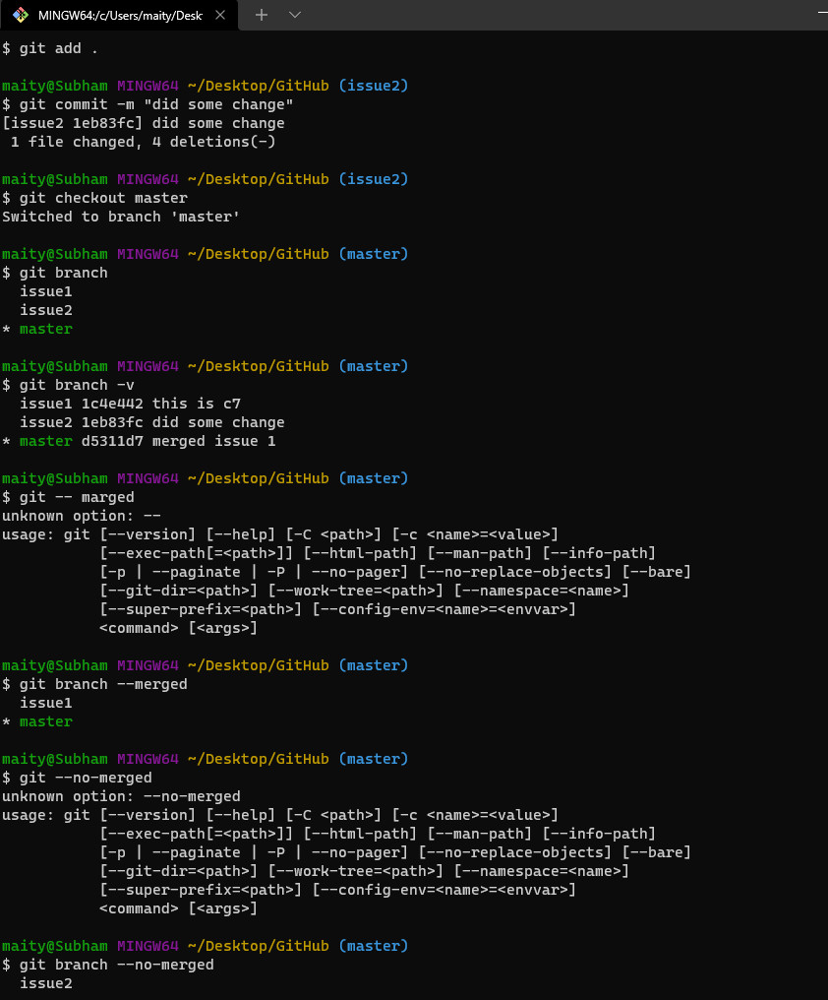 MINGW64:/c/Users/maity/Desk
$ git add .
maity@Subham MINGW64 ~/Desktop/GitHub (issue2)
$ git commit -m "did some change"
[issue2 1eb83fc] did some change
 1 file changed, 4 deletions(-)
maity@Subham MINGW64 ~/Desktop/GitHub (issue2)
$ git checkout master
Switched to branch 'master'
maity@Subham MINGW64 ~/Desktop/GitHub (master)
$ git branch
  issue1
  issue2
* master
maity@Subham MINGW64 ~/Desktop/GitHub (master)
$ git branch -v
  issue1 1c4e442 this is c7
  issue2 1eb83fc did some change
* master d5311d7 merged issue 1
maity@Subham MINGW64 ~/Desktop/GitHub (master)
$ git -- marged
unknown option: --
usage: git [--version] [--help] [-C <path>] [-c <name>=<value>]
           [--exec-path[=<path>]] [--html-path] [--man-path] [--info-path]
           [-p | --paginate | -P | --no-pager] [--no-replace-objects] [--bare]
           [--git-dir=<path>] [--work-tree=<path>] [--namespace=<name>]
           [--super-prefix=<path>] [--config-env=<name>=<envvar>]
           <command> [<args>]
maity@Subham MINGW64 ~/Desktop/GitHub (master)
$ git branch --merged
  issue1
* master
maity@Subham MINGW64 ~/Desktop/GitHub (master)
$ git --no-merged
unknown option: --no-merged
usage: git [--version] [--help] [-C <path>] [-c <name>=<value>]
           [--exec-path[=<path>]] [--html-path] [--man-path] [--info-path]
           [-p | --paginate | -P | --no-pager] [--no-replace-objects] [--bare]
           [--git-dir=<path>] [--work-tree=<path>] [--namespace=<name>]
           [--super-prefix=<path>] [--config-env=<name>=<envvar>]
           <command> [<args>]
maity@Subham MINGW64 ~/Desktop/GitHub (master)
$ git branch --no-merged
  issue2